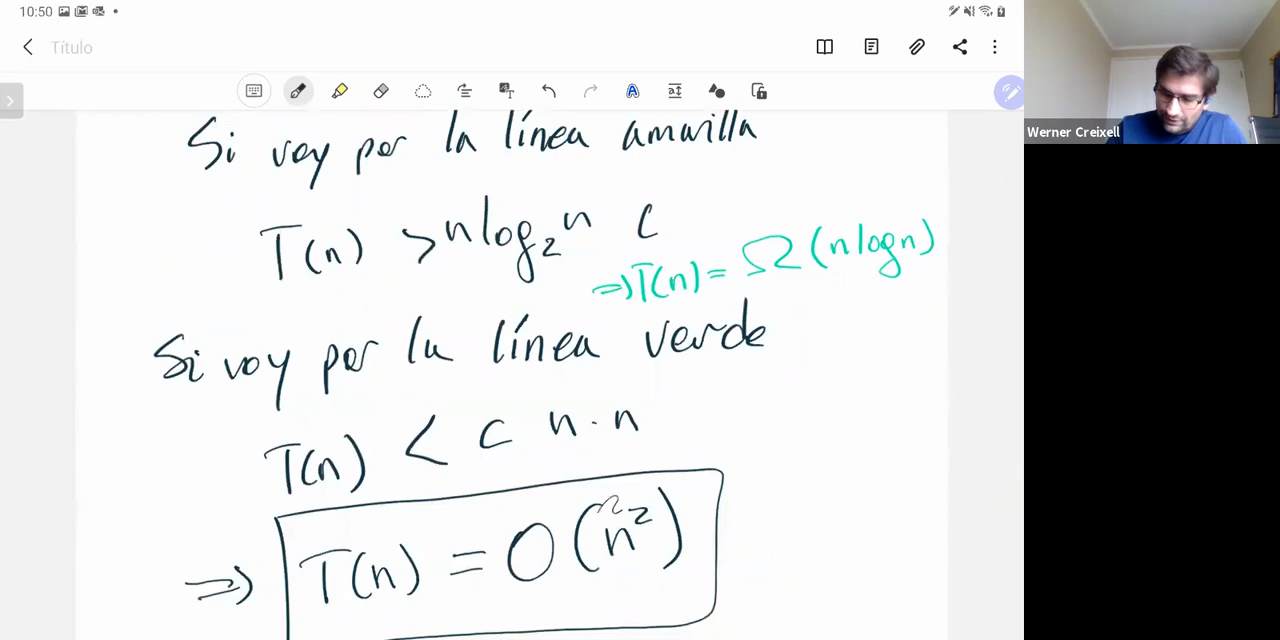 10:50
Título
Si voy por la línea amarilla
T(n) > n log₂ n c
⇒ T(n) = Ω(n log n)
Si voy por la línea verde
T(n) < c n · n
⇒ T(n) = O(n²)
Werner Creixell